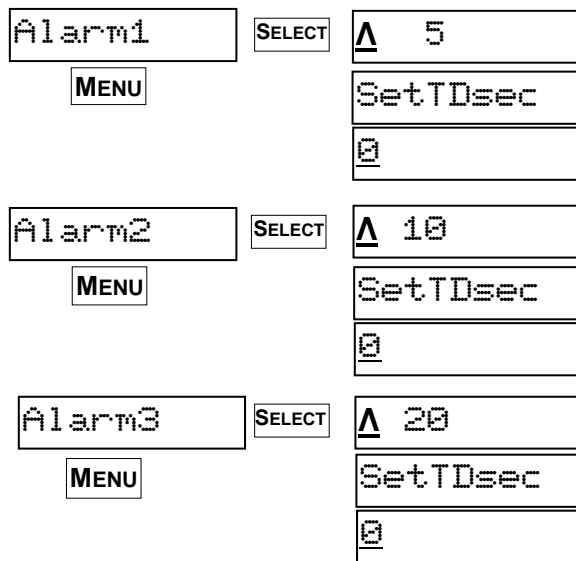 Alarm1 SELECT Λ 5
MENU SetTDsec
0
Alarm2 SELECT Λ 10
MENU SetTDsec
0
Alarm3 SELECT Λ 20
MENU SetTDsec
0